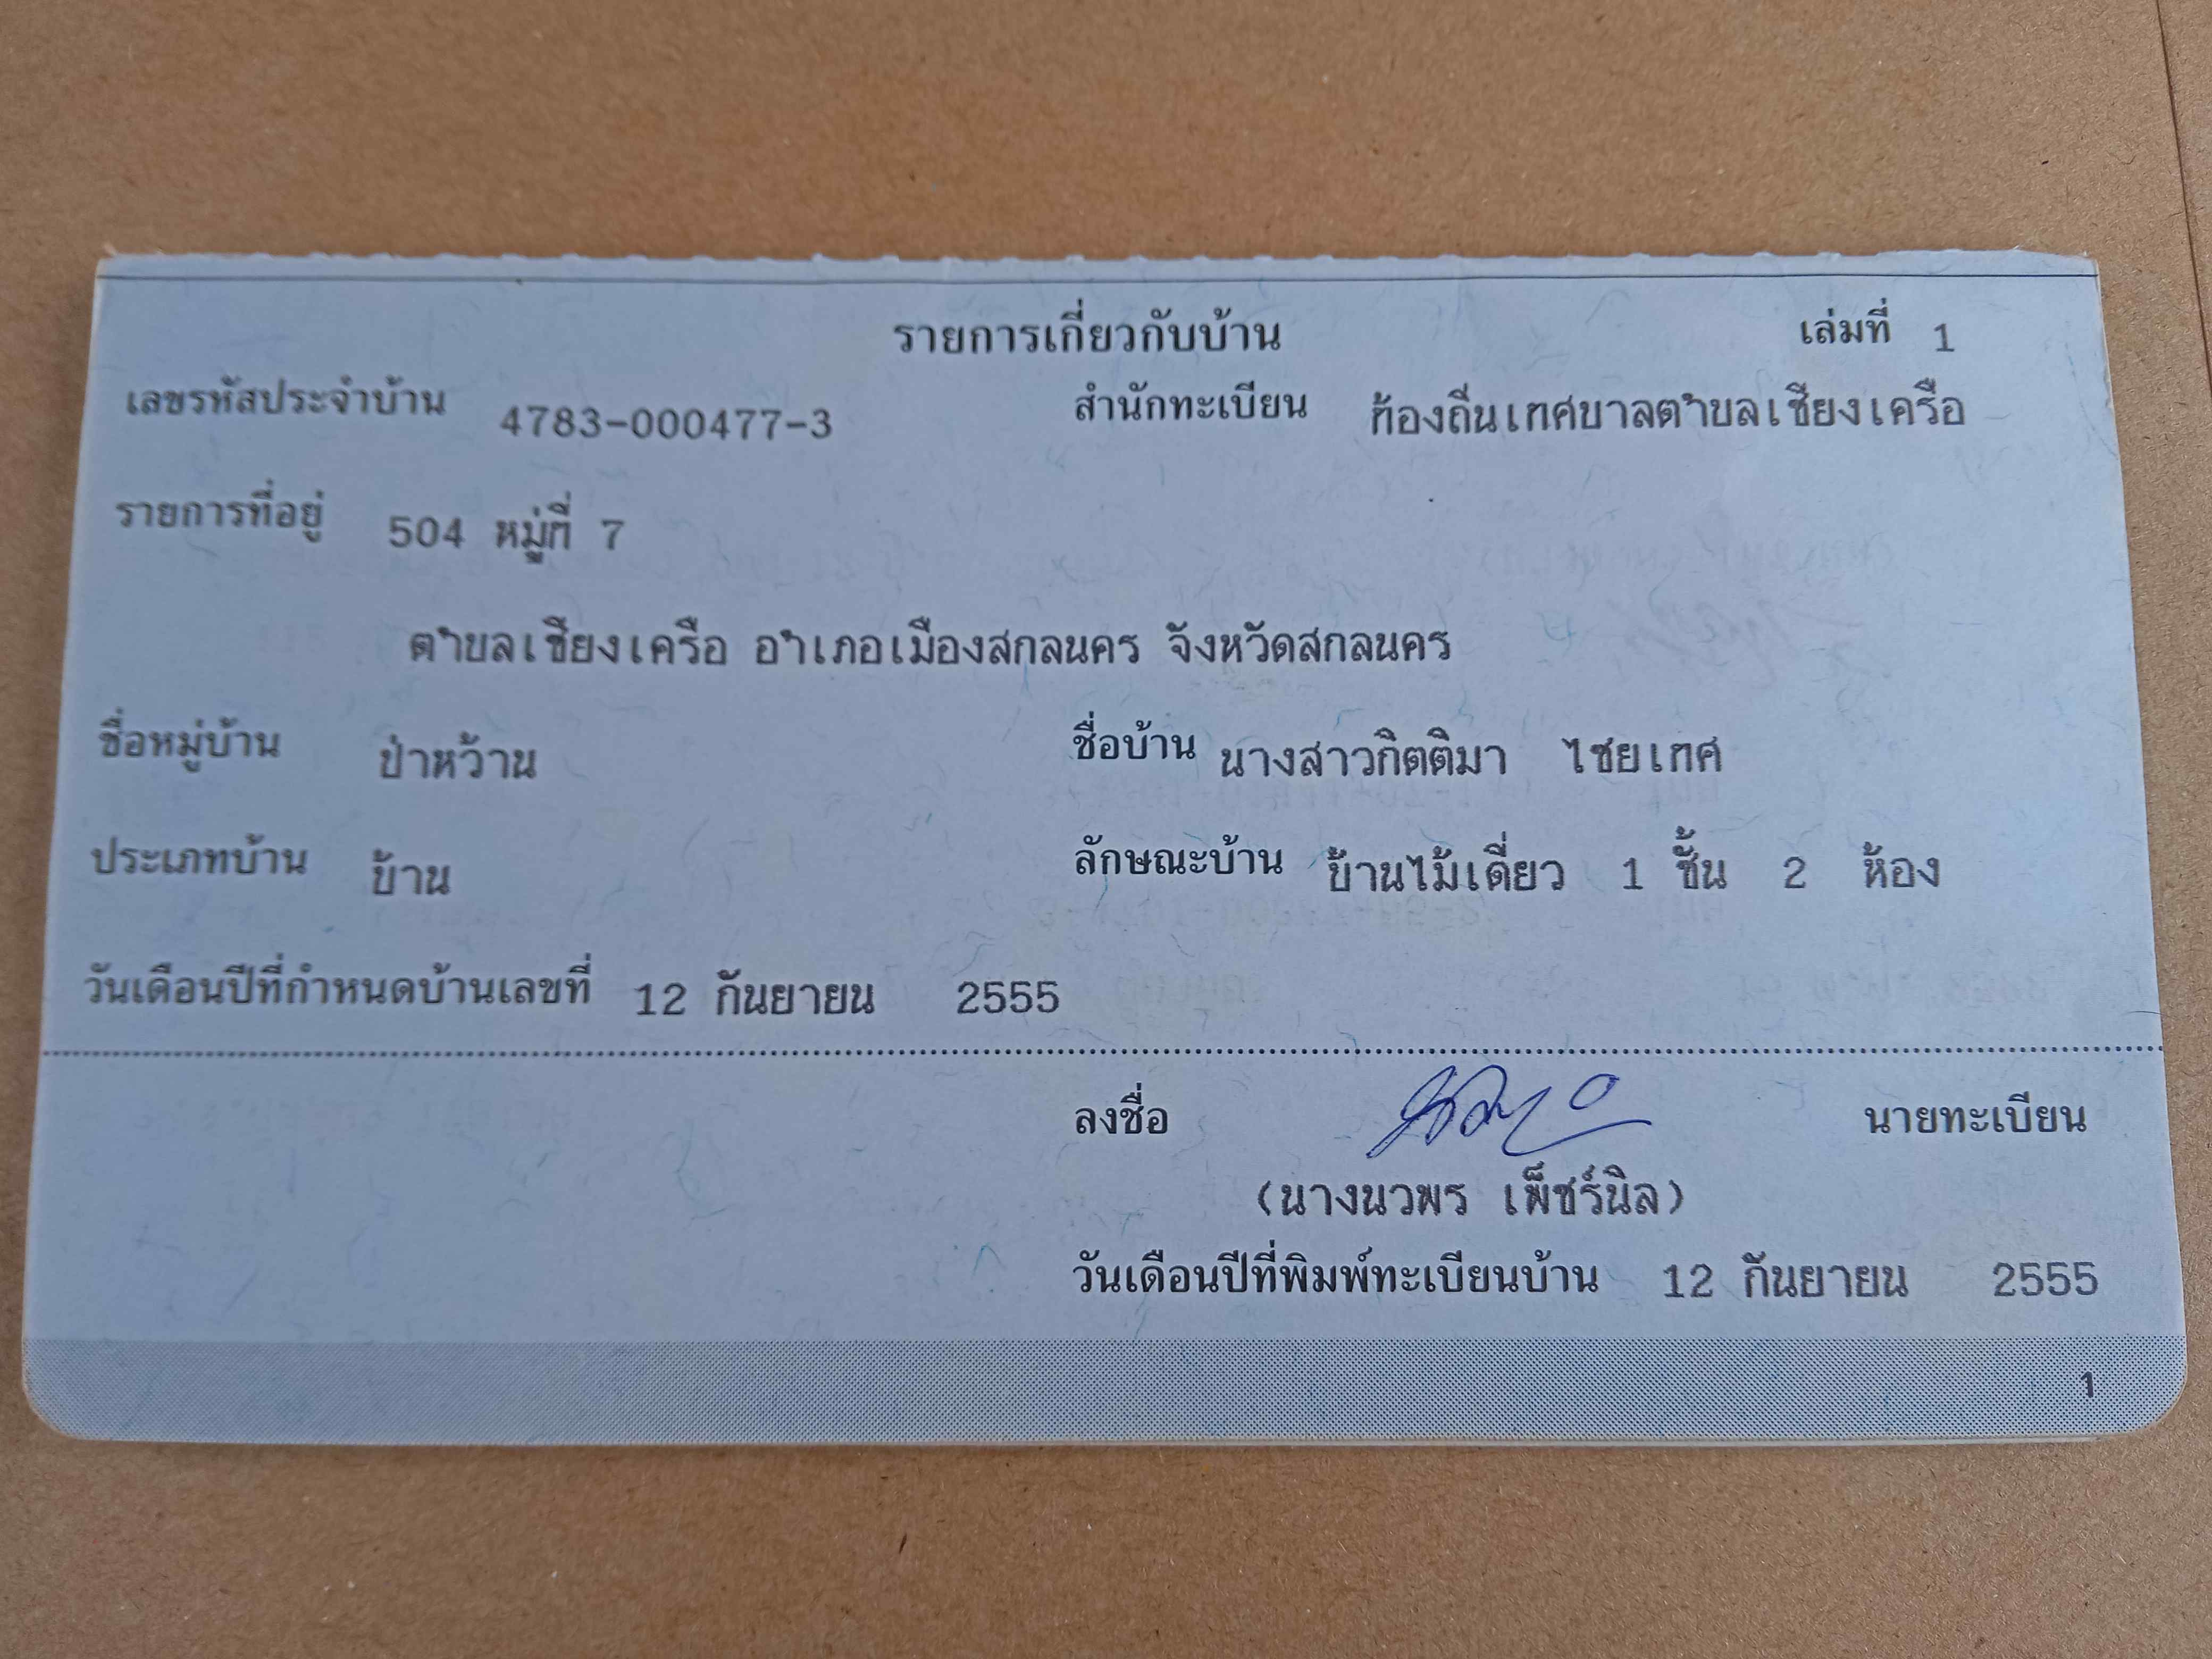 รายการเกี่ยวกับบ้าน เล่มที่ 1
เลขรหัสประจำบ้าน 4783-000477-3 สำนักทะเบียน ท้องถิ่นเทศบาลตำบลเชียงเครือ
รายการที่อยู่ 504 หมู่ที่ 7
ตำบลเชียงเครือ อำเภอเมืองสกลนคร จังหวัดสกลนคร
ชื่อหมู่บ้าน ป่าหว้าน ชื่อบ้าน นางสาวกิตติมา ไชยเทศ
ประเภทบ้าน บ้าน ลักษณะบ้าน บ้านไม้เดี่ยว 1 ชั้น 2 ห้อง
วันเดือนปีที่กำหนดบ้านเลขที่ 12 กันยายน 2555
ลงชื่อ นายทะเบียน
(นางนวพร เพ็ชร์นิล)
วันเดือนปีที่พิมพ์ทะเบียนบ้าน 12 กันยายน 2555
1